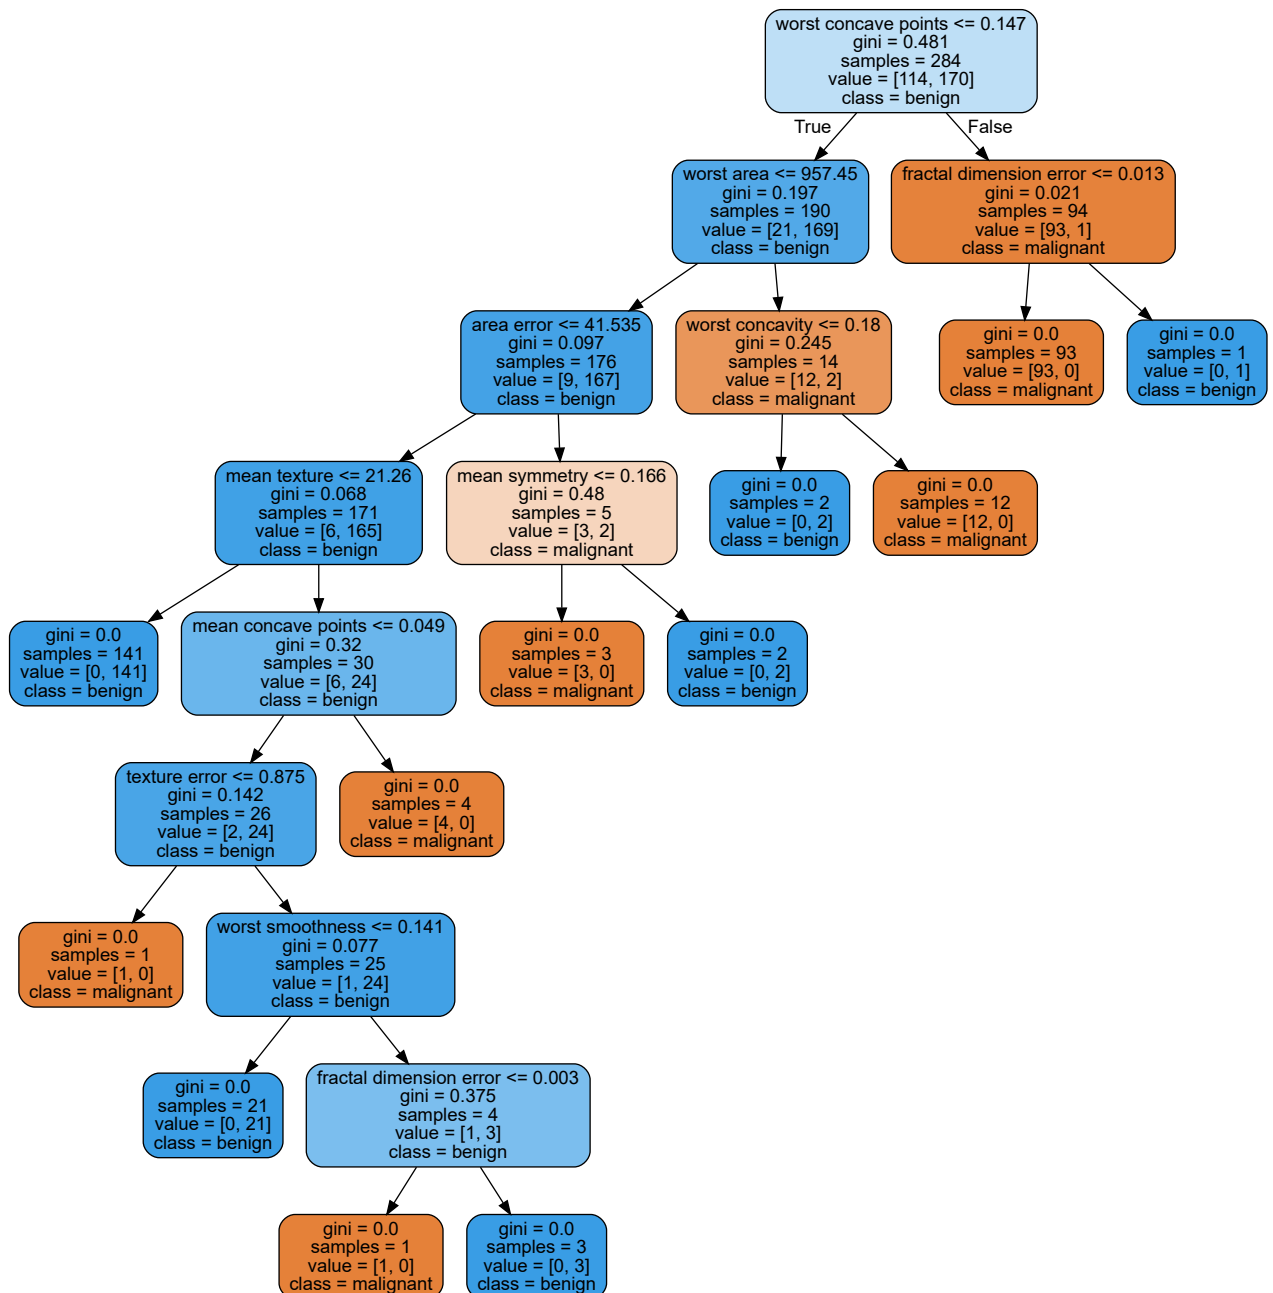 worst concave points <= 0.147
gini = 0.481
samples = 284
value = [114, 170]
class = benign
True
False
worst area <= 957.45
gini = 0.197
samples = 190
value = [21, 169]
class = benign
fractal dimension error <= 0.013
gini = 0.021
samples = 94
value = [93, 1]
class = malignant
area error <= 41.535
gini = 0.097
samples = 176
value = [9, 167]
class = benign
worst concavity <= 0.18
gini = 0.245
samples = 14
value = [12, 2]
class = malignant
gini = 0.0
samples = 93
value = [93, 0]
class = malignant
gini = 0.0
samples = 1
value = [0, 1]
class = benign
mean texture <= 21.26
gini = 0.068
samples = 171
value = [6, 165]
class = benign
mean symmetry <= 0.166
gini = 0.48
samples = 5
value = [3, 2]
class = malignant
gini = 0.0
samples = 2
value = [0, 2]
class = benign
gini = 0.0
samples = 12
value = [12, 0]
class = malignant
gini = 0.0
samples = 141
value = [0, 141]
class = benign
mean concave points <= 0.049
gini = 0.32
samples = 30
value = [6, 24]
class = benign
gini = 0.0
samples = 3
value = [3, 0]
class = malignant
gini = 0.0
samples = 2
value = [0, 2]
class = benign
texture error <= 0.875
gini = 0.142
samples = 26
value = [2, 24]
class = benign
gini = 0.0
samples = 4
value = [4, 0]
class = malignant
gini = 0.0
samples = 1
value = [1, 0]
class = malignant
worst smoothness <= 0.141
gini = 0.077
samples = 25
value = [1, 24]
class = benign
gini = 0.0
samples = 21
value = [0, 21]
class = benign
fractal dimension error <= 0.003
gini = 0.375
samples = 4
value = [1, 3]
class = benign
gini = 0.0
samples = 1
value = [1, 0]
class = malignant
gini = 0.0
samples = 3
value = [0, 3]
class = benign